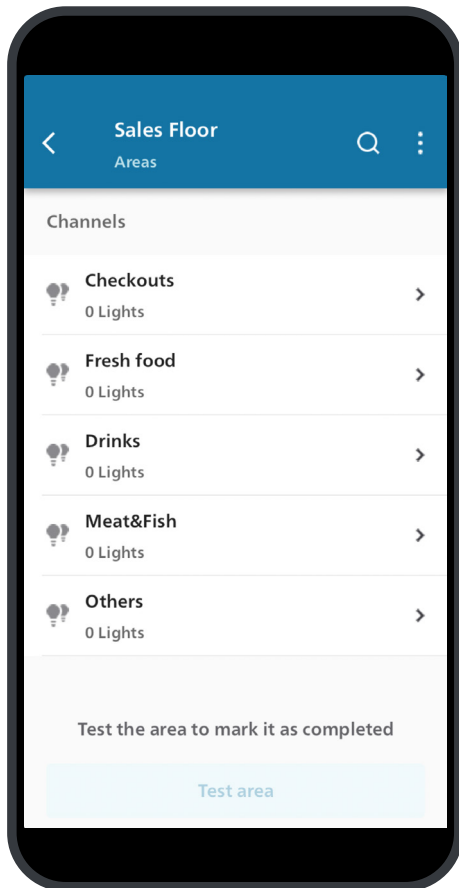 Sales Floor
Areas
Channels
Checkouts
0 Lights
Fresh food
0 Lights
Drinks
0 Lights
Meat&Fish
0 Lights
Others
0 Lights
Test the area to mark it as completed
Test area